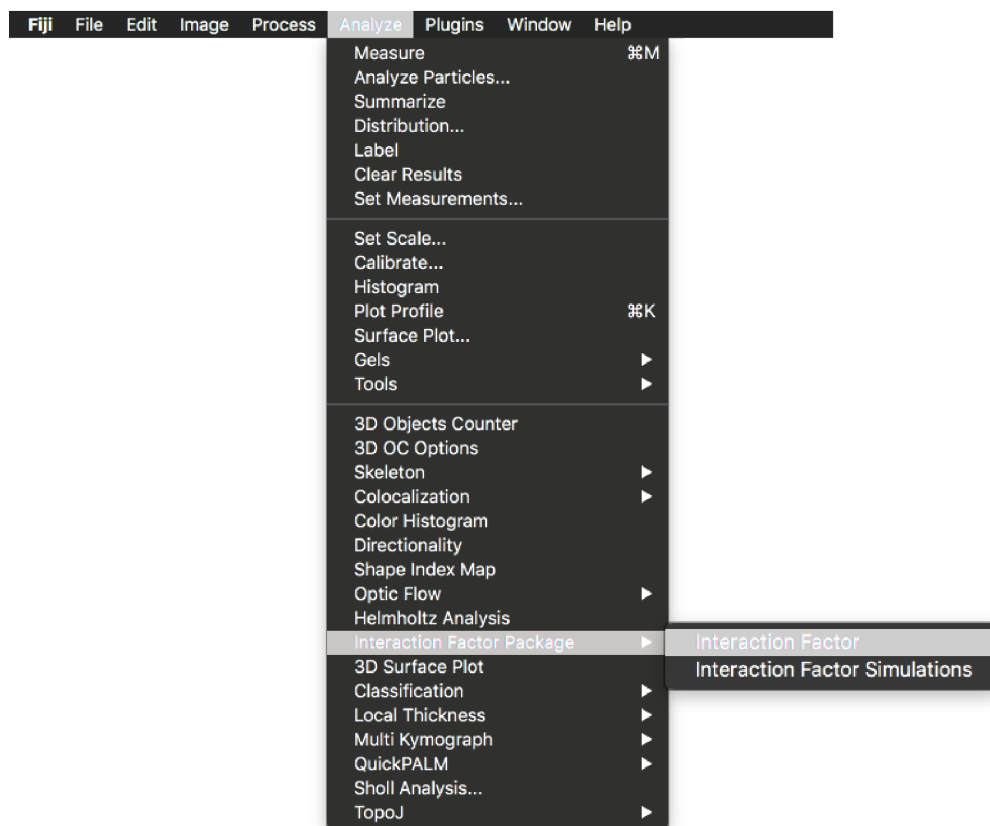 Fiji File Edit Image Process Analyze Plugins Window Help
Measure ⌘M
Analyze Particles...
Summarize
Distribution...
Label
Clear Results
Set Measurements...
Set Scale...
Calibrate...
Histogram
Plot Profile ⌘K
Surface Plot...
Gels
Tools
3D Objects Counter
3D OC Options
Skeleton
Colocalization
Color Histogram
Directionality
Shape Index Map
Optic Flow
Helmholtz Analysis
Interaction Factor Package
Interaction Factor
Interaction Factor Simulations
3D Surface Plot
Classification
Local Thickness
Multi Kymograph
QuickPALM
Sholl Analysis...
TopoJ